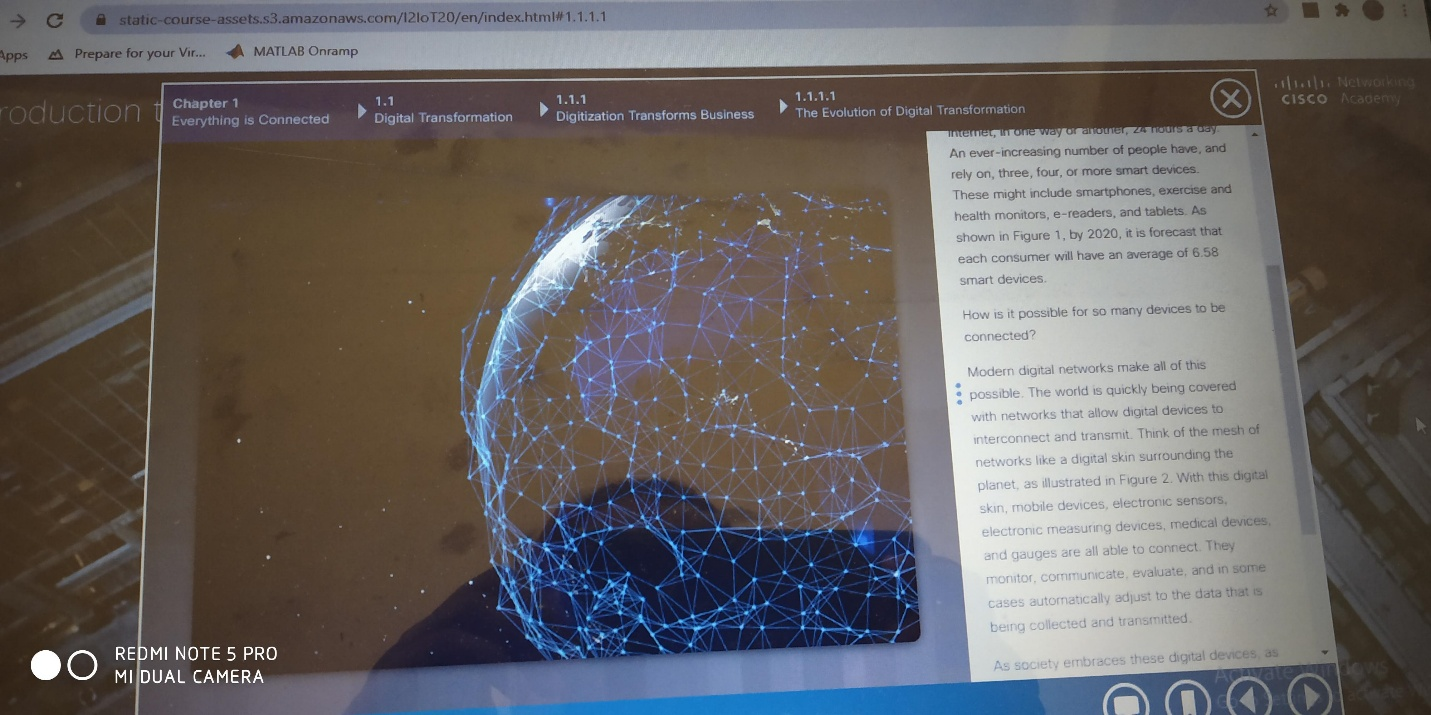 static-course-assets.s3.amazonaws.com/I2IoT20/en/index.html#1.1.1.1
Apps Prepare for your Vir... MATLAB Onramp
roduction t
Chapter 1
Everything is Connected
1.1
Digital Transformation
1.1.1
Digitization Transforms Business
1.1.1.1
The Evolution of Digital Transformation
Networking
CISCO Academy
internet, in one way or another, 24 hours a day.
An ever-increasing number of people have, and
rely on, three, four, or more smart devices.
These might include smartphones, exercise and
health monitors, e-readers, and tablets. As
shown in Figure 1, by 2020, it is forecast that
each consumer will have an average of 6.58
smart devices.
How is it possible for so many devices to be
connected?
Modern digital networks make all of this
possible. The world is quickly being covered
with networks that allow digital devices to
interconnect and transmit. Think of the mesh of
networks like a digital skin surrounding the
planet, as illustrated in Figure 2. With this digital
skin, mobile devices, electronic sensors,
electronic measuring devices, medical devices,
and gauges are all able to connect. They
monitor, communicate, evaluate, and in some
cases automatically adjust to the data that is
being collected and transmitted.
As society embraces these digital devices, as
Activate Windows
REDMI NOTE 5 PRO
MI DUAL CAMERA